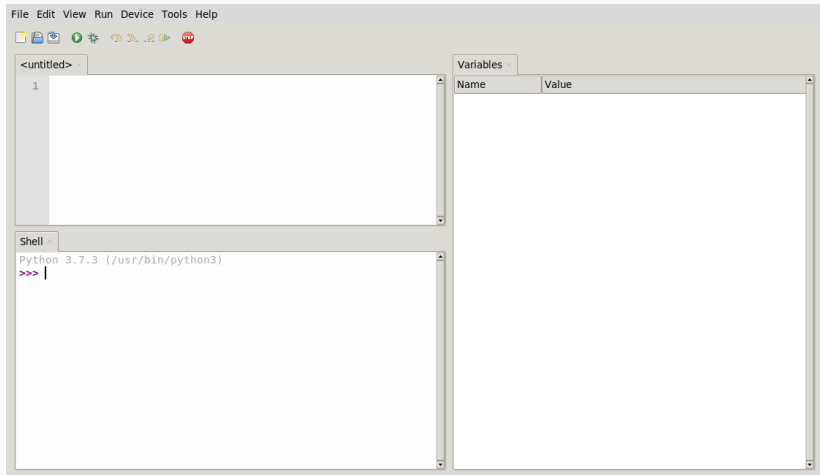 File Edit View Run Device Tools Help
STOP
<untitled>
Variables
1
Name Value
Shell
Python 3.7.3 (/usr/bin/python3)
>>>